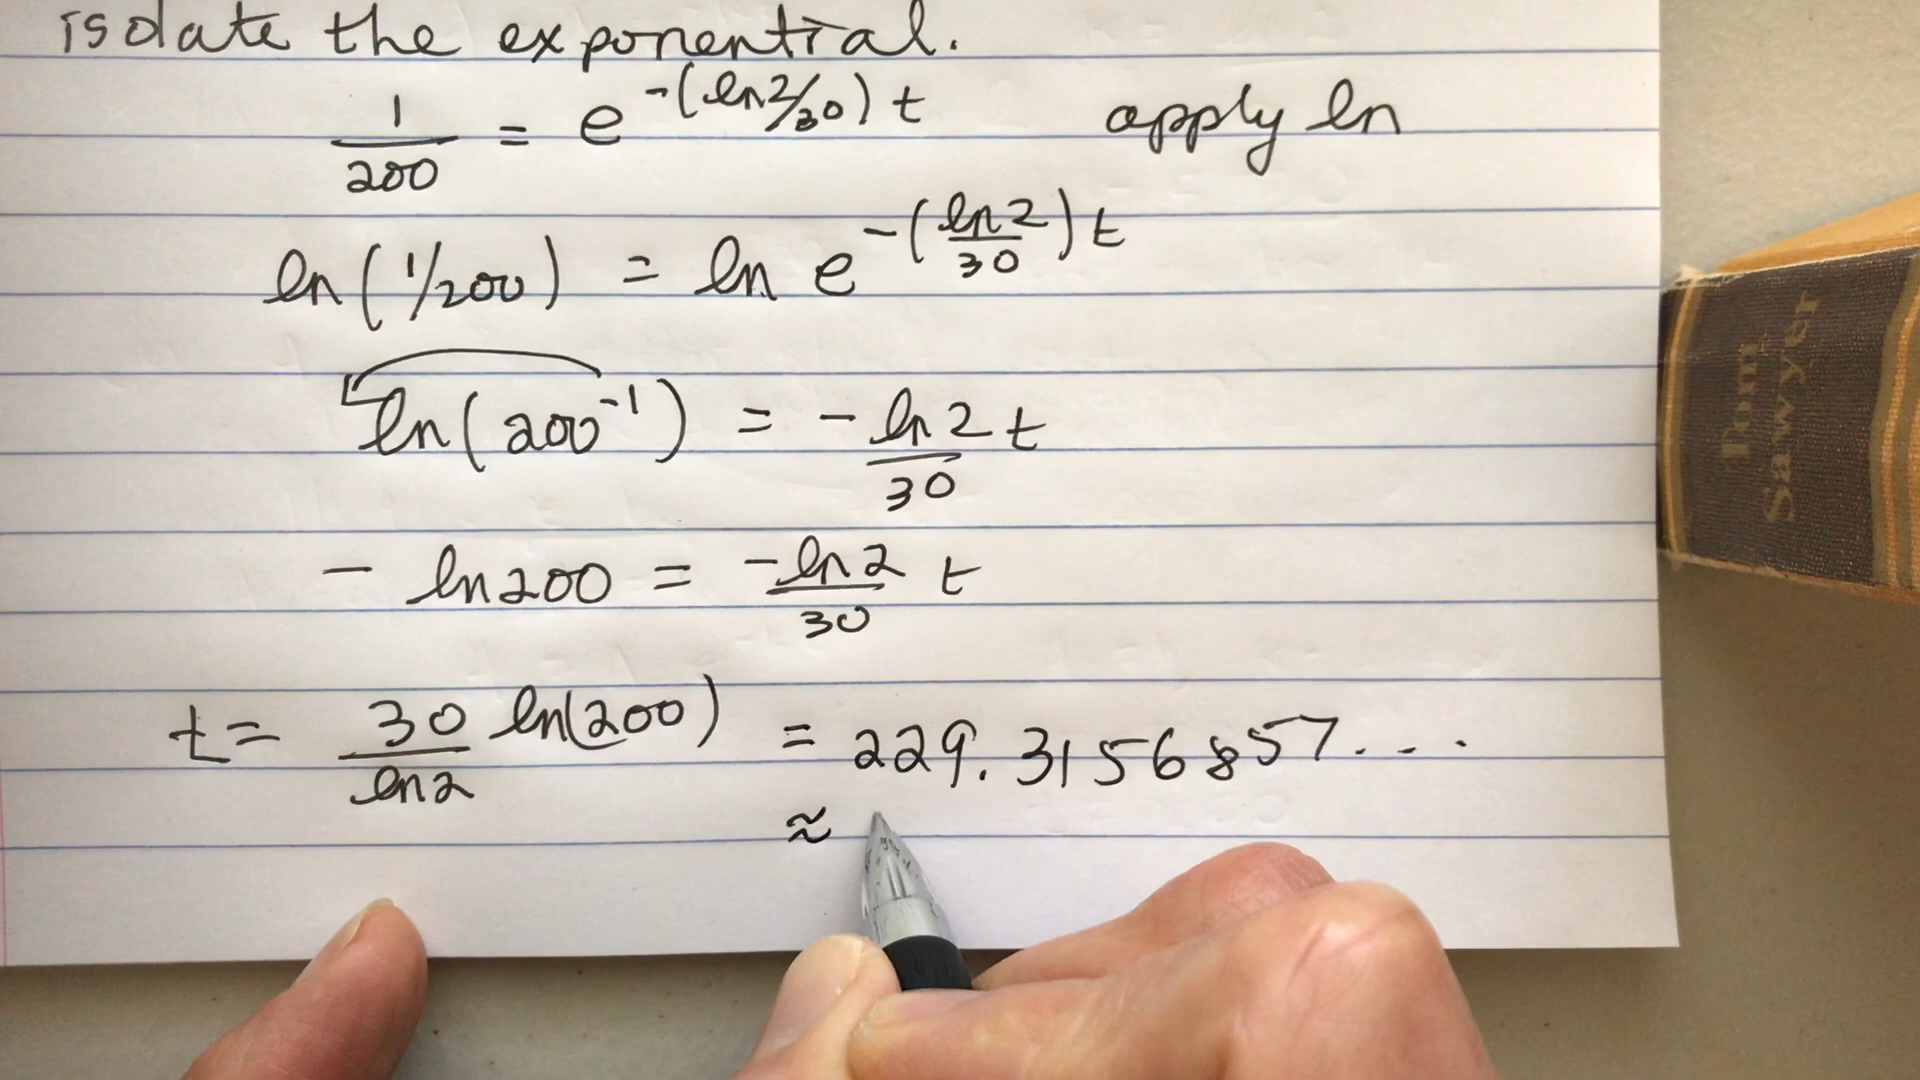 isolate the exponential.
1/200 = e^-(ln2/30)t apply ln
ln(1/200) = ln e^-(ln2/30)t
ln(200^-1) = -ln2/30 t
- ln200 = -ln2/30 t
t = 30/ln2 ln(200) = 229.3156857...
≈
Tom
Sawyer